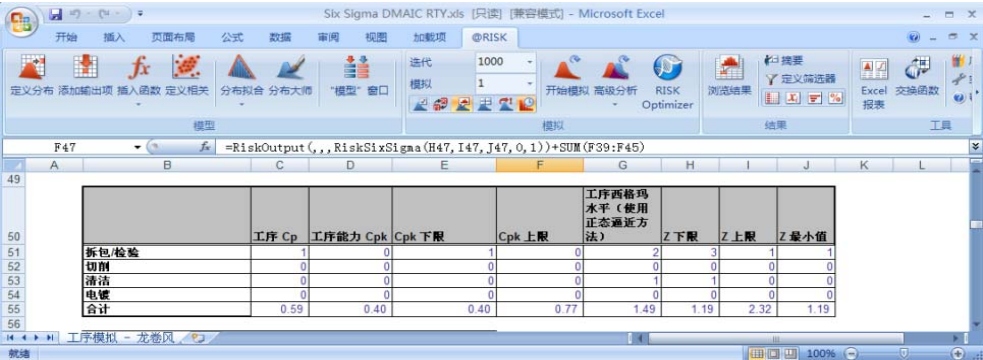 Six Sigma DMAIC RTY.xls [只读] [兼容模式] - Microsoft Excel
开始 插入 页面布局 公式 数据 审阅 视图 加载项 @RISK
定义分布 添加输出项 插入函数 定义相关 分布拟合 分布大师 "模型" 窗口
迭代 1000
模拟 1
开始模拟 高级分析 RISK Optimizer
浏览结果 摘要 定义筛选器
Excel 报表 交换函数
模型 模拟 结果 工具
F47 =RiskOutput(,,,RiskSixSigma(H47,I47,J47,0,1))+SUM(F39:F45)
A B C D E F G H I J K L
49
50 工序 Cp 工序能力 Cpk Cpk 下限 Cpk 上限 工序西格玛水平（使用正态逼近方法） Z 下限 Z 上限 Z 最小值
51 拆包/检验 1 0 1 0 2 3 1 1
52 切削 0 0 0 0 0 0 0 0
53 清洁 0 0 0 0 1 1 0 0
54 电镀 0 0 0 0 0 0 0 0
55 合计 0.59 0.40 0.40 0.77 1.49 1.19 2.32 1.19
56
工序模拟 - 龙卷风
就绪 100%